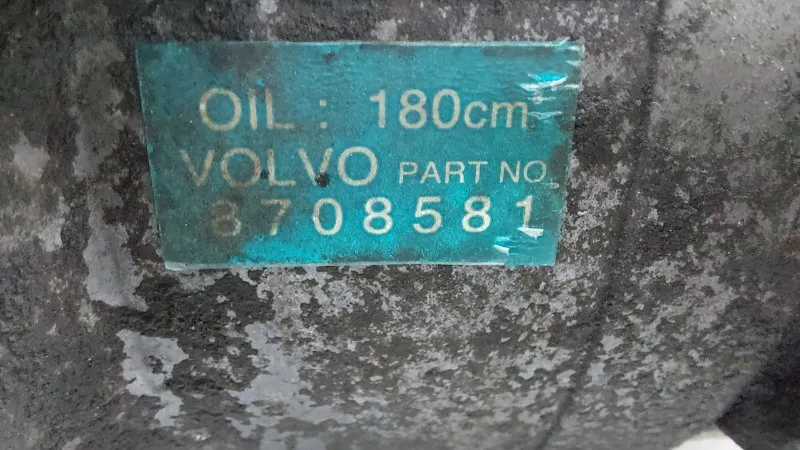 OIL : 180cm
VOLVO PART NO.
8708581